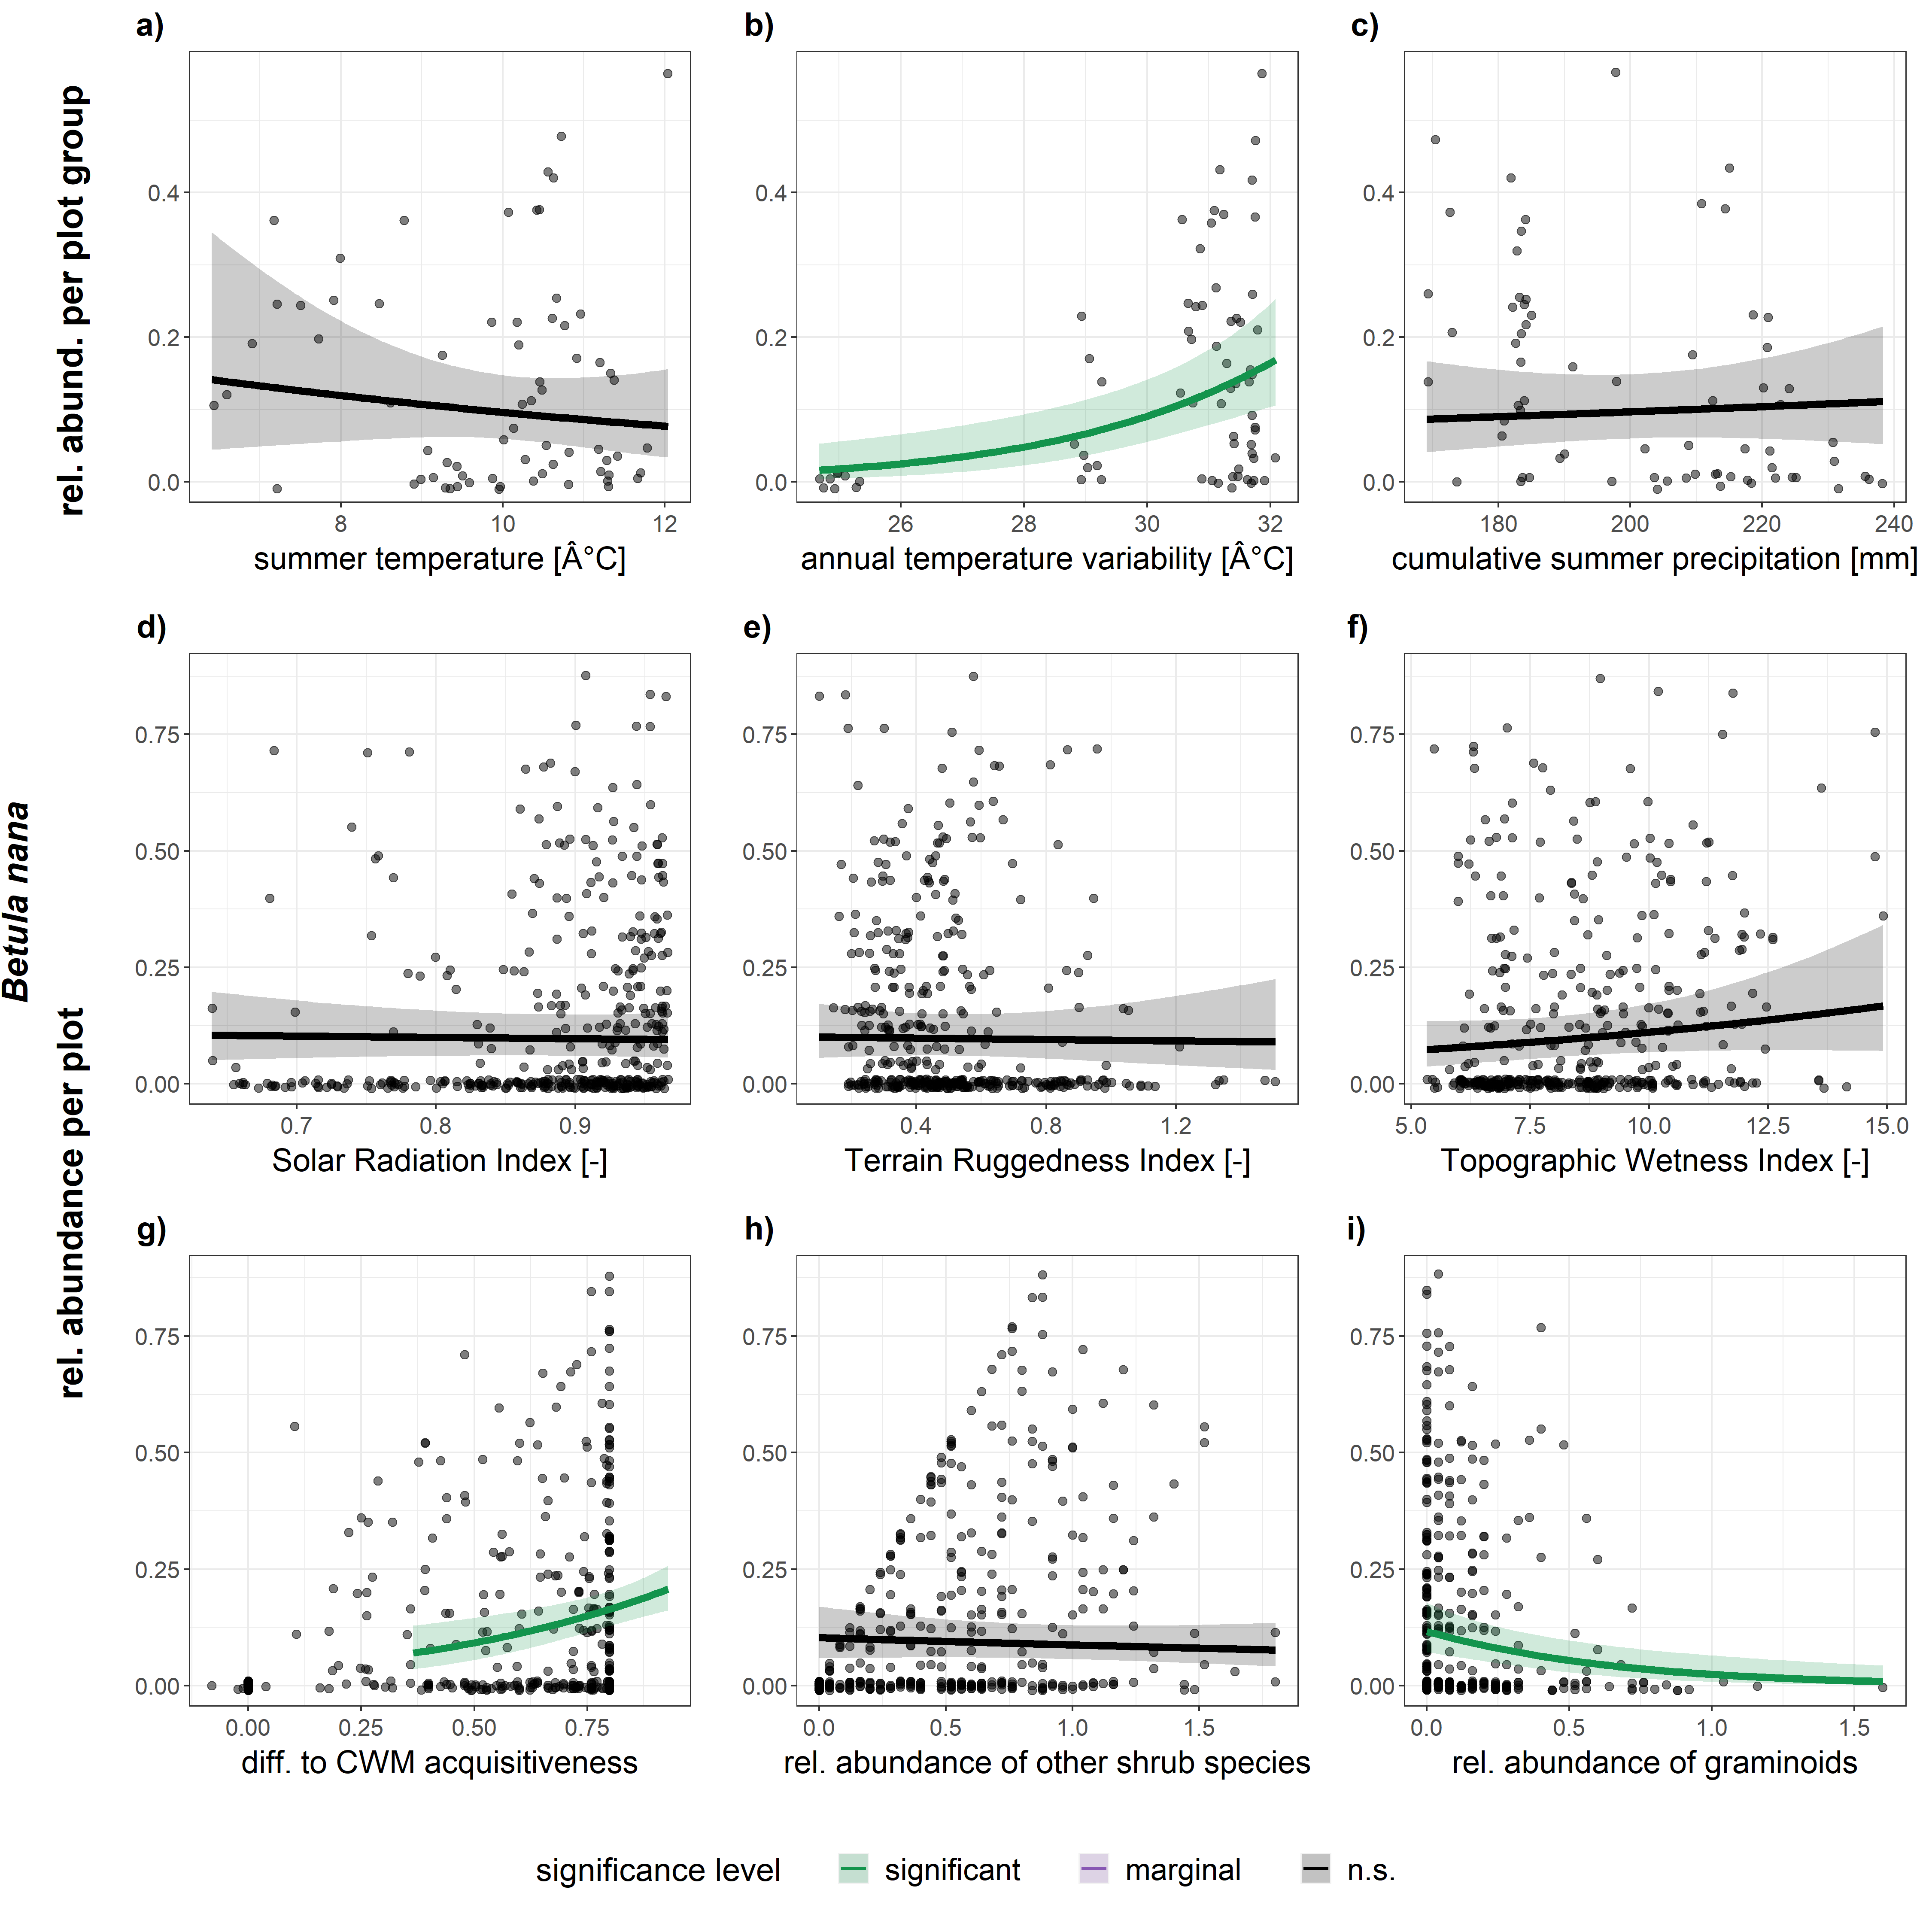 a)
b)
c)
rel. abund. per plot group
0.4
0.2
0.0
8
10
12
summer temperature [Â°C]
0.4
0.2
0.0
26
28
30
32
annual temperature variability [Â°C]
0.4
0.2
0.0
180
200
220
240
cumulative summer precipitation [mm]
Betula nana
rel. abundance per plot
d)
e)
f)
0.75
0.50
0.25
0.00
0.7
0.8
0.9
Solar Radiation Index [-]
0.75
0.50
0.25
0.00
0.4
0.8
1.2
Terrain Ruggedness Index [-]
0.75
0.50
0.25
0.00
5.0
7.5
10.0
12.5
15.0
Topographic Wetness Index [-]
g)
h)
i)
0.75
0.50
0.25
0.00
0.00
0.25
0.50
0.75
diff. to CWM acquisitiveness
0.75
0.50
0.25
0.00
0.0
0.5
1.0
1.5
rel. abundance of other shrub species
0.75
0.50
0.25
0.00
0.0
0.5
1.0
1.5
rel. abundance of graminoids
significance level
significant
marginal
n.s.